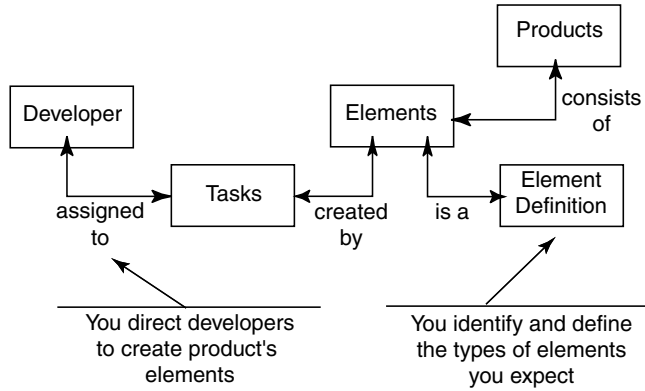 Products
Developer
Elements
consists
of
Tasks
Element
Definition
assigned
to
created
by
is a
You direct developers
to create product's
elements
You identify and define
the types of elements
you expect